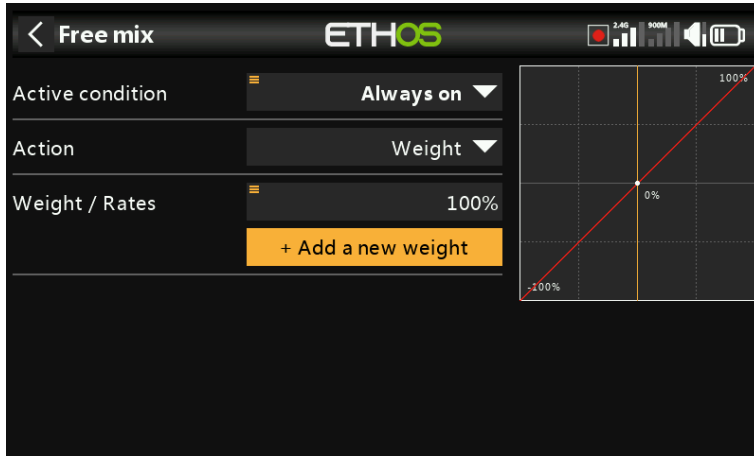 Free mix
ETHOS
2.4G
900M
Active condition
Always on
Action
Weight
Weight / Rates
100%
+ Add a new weight
100%
0%
-100%